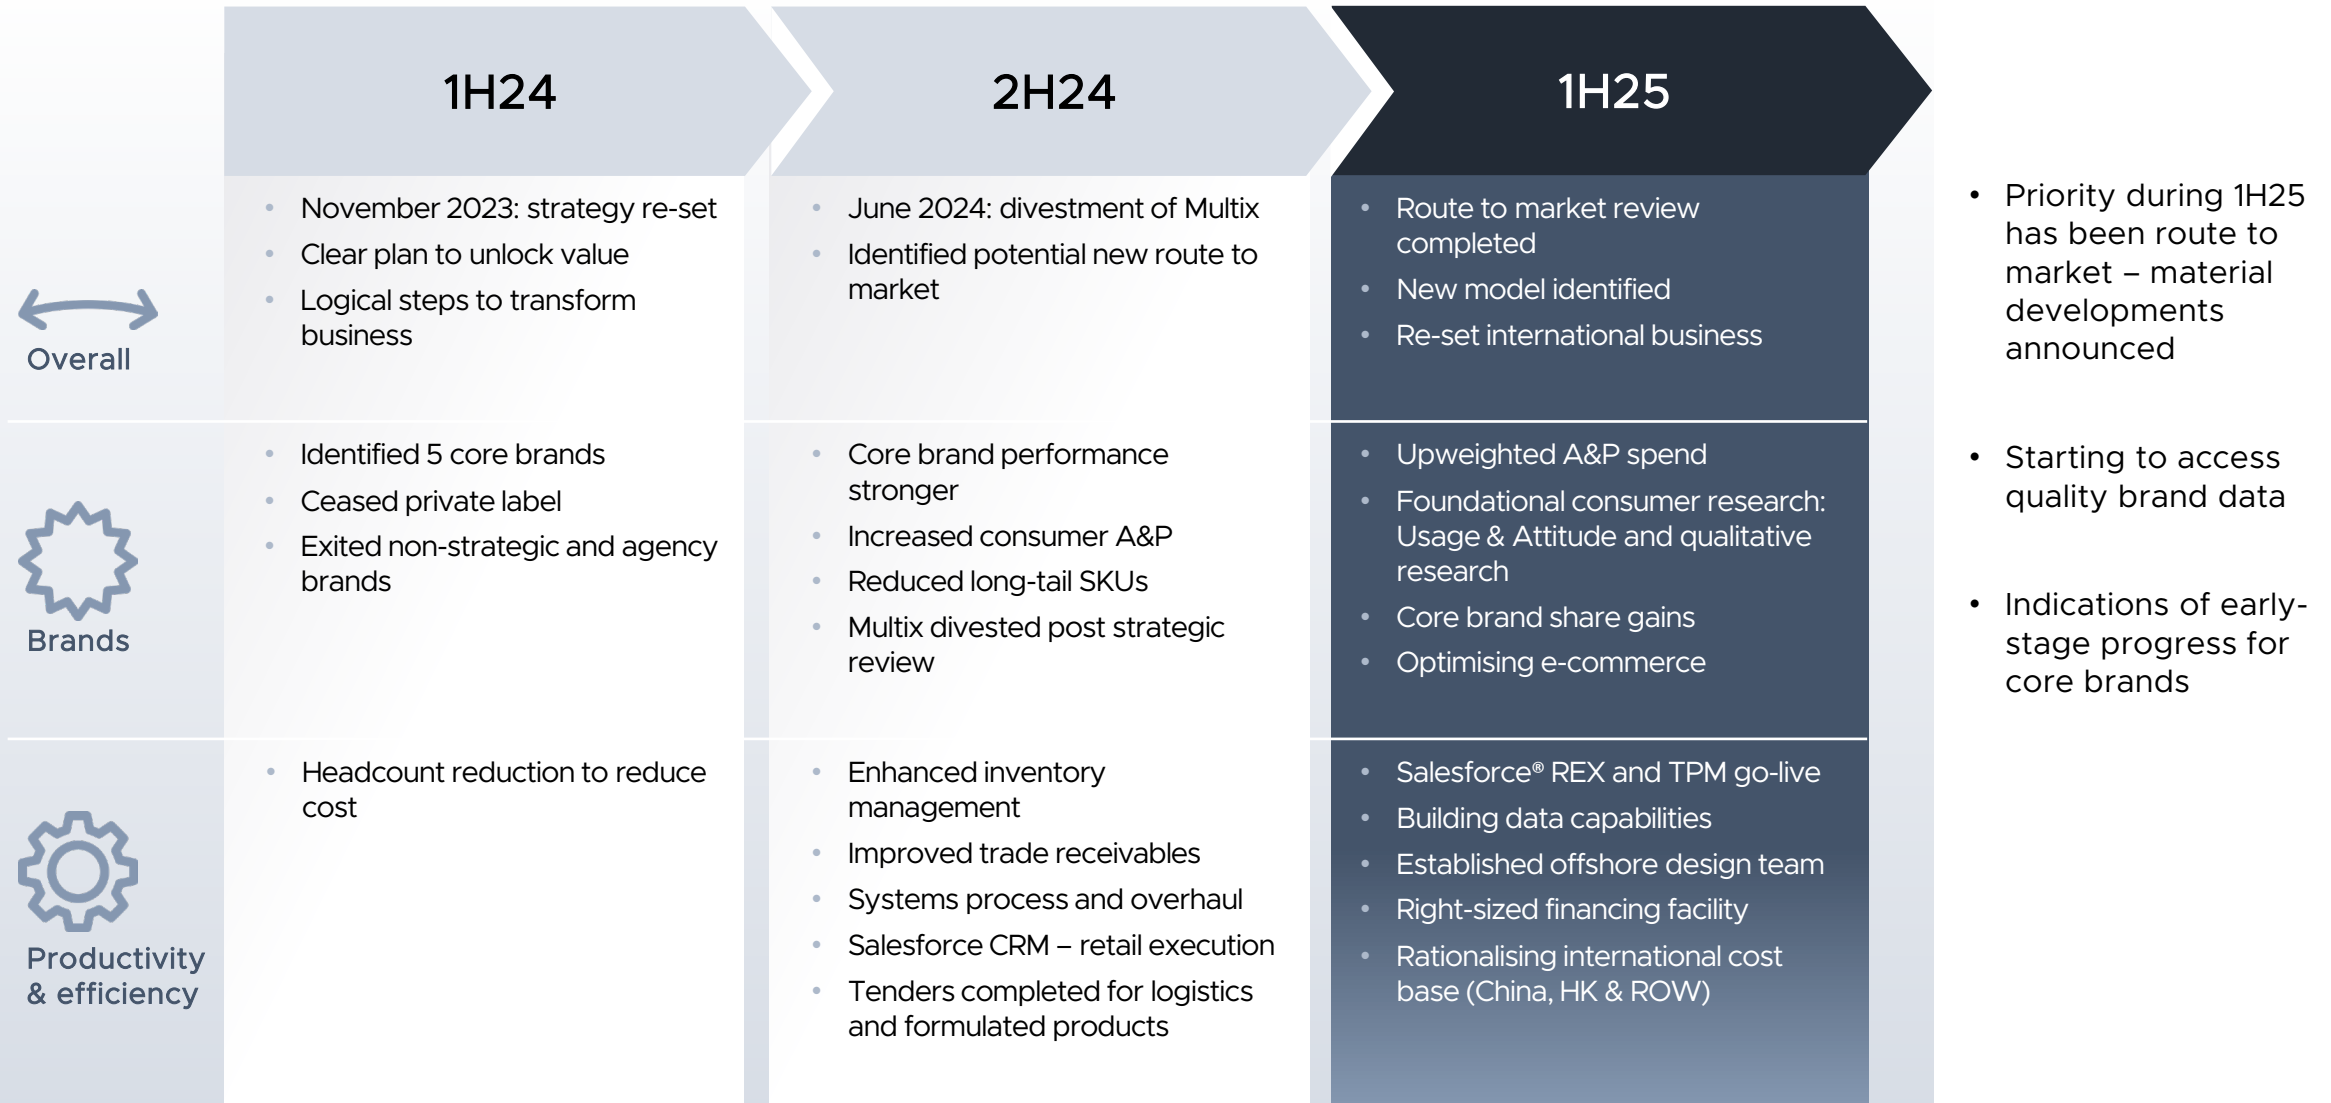 1H24
2H24
1H25
Overall
• November 2023: strategy re-set
• Clear plan to unlock value
• Logical steps to transform
business
• June 2024: divestment of Multix
• Identified potential new route to
market
• Route to market review
completed
• New model identified
• Re-set international business
Brands
• Identified 5 core brands
• Ceased private label
• Exited non-strategic and agency
brands
• Core brand performance
stronger
• Increased consumer A&P
• Reduced long-tail SKUs
• Multix divested post strategic
review
• Upweighted A&P spend
• Foundational consumer research:
Usage & Attitude and qualitative
research
• Core brand share gains
• Optimising e-commerce
Productivity
& efficiency
• Headcount reduction to reduce
cost
• Enhanced inventory
management
• Improved trade receivables
• Systems process and overhaul
• Salesforce CRM – retail execution
• Tenders completed for logistics
and formulated products
• Salesforce® REX and TPM go-live
• Building data capabilities
• Established offshore design team
• Right-sized financing facility
• Rationalising international cost
base (China, HK & ROW)
• Priority during 1H25
has been route to
market – material
developments
announced
• Starting to access
quality brand data
• Indications of early-
stage progress for
core brands